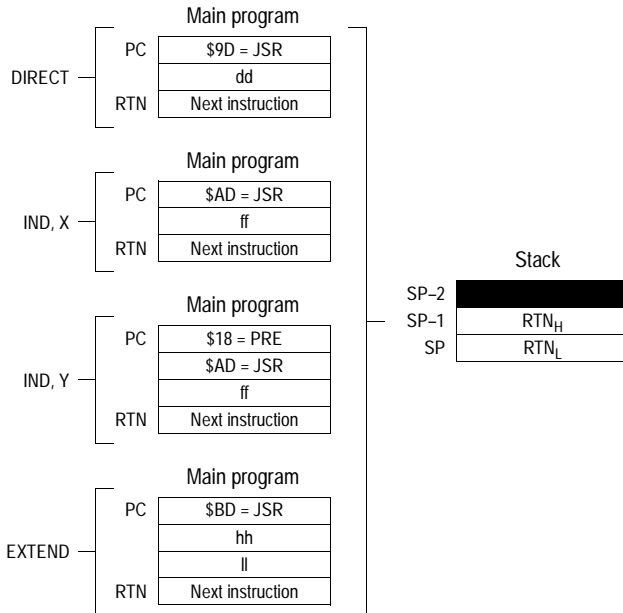 Main program
PC $9D = JSR
DIRECT dd
RTN Next instruction
Main program
PC $AD = JSR
IND, X ff
RTN Next instruction
Main program
PC $18 = PRE
$AD = JSR
IND, Y ff
RTN Next instruction
Main program
PC $BD = JSR
hh
EXTEND ll
RTN Next instruction
Stack
SP–2
SP–1 RTNH
SP RTNL